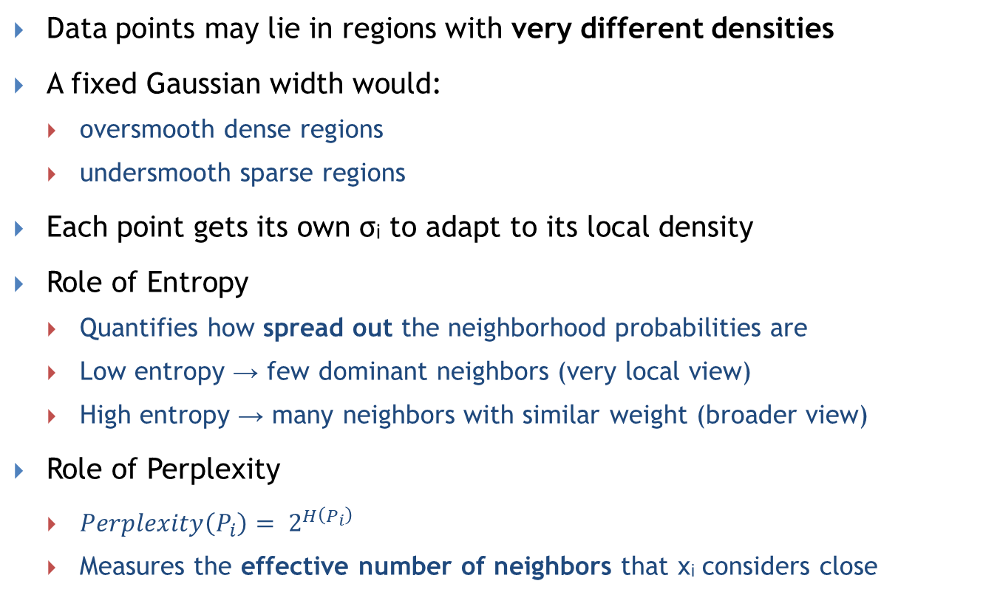 Data points may lie in regions with very different densities
A fixed Gaussian width would:
oversmooth dense regions
undersmooth sparse regions
Each point gets its own σᵢ to adapt to its local density
Role of Entropy
Quantifies how spread out the neighborhood probabilities are
Low entropy → few dominant neighbors (very local view)
High entropy → many neighbors with similar weight (broader view)
Role of Perplexity
Perplexity(Pᵢ) = 2^{H(Pᵢ)}
Measures the effective number of neighbors that xᵢ considers close